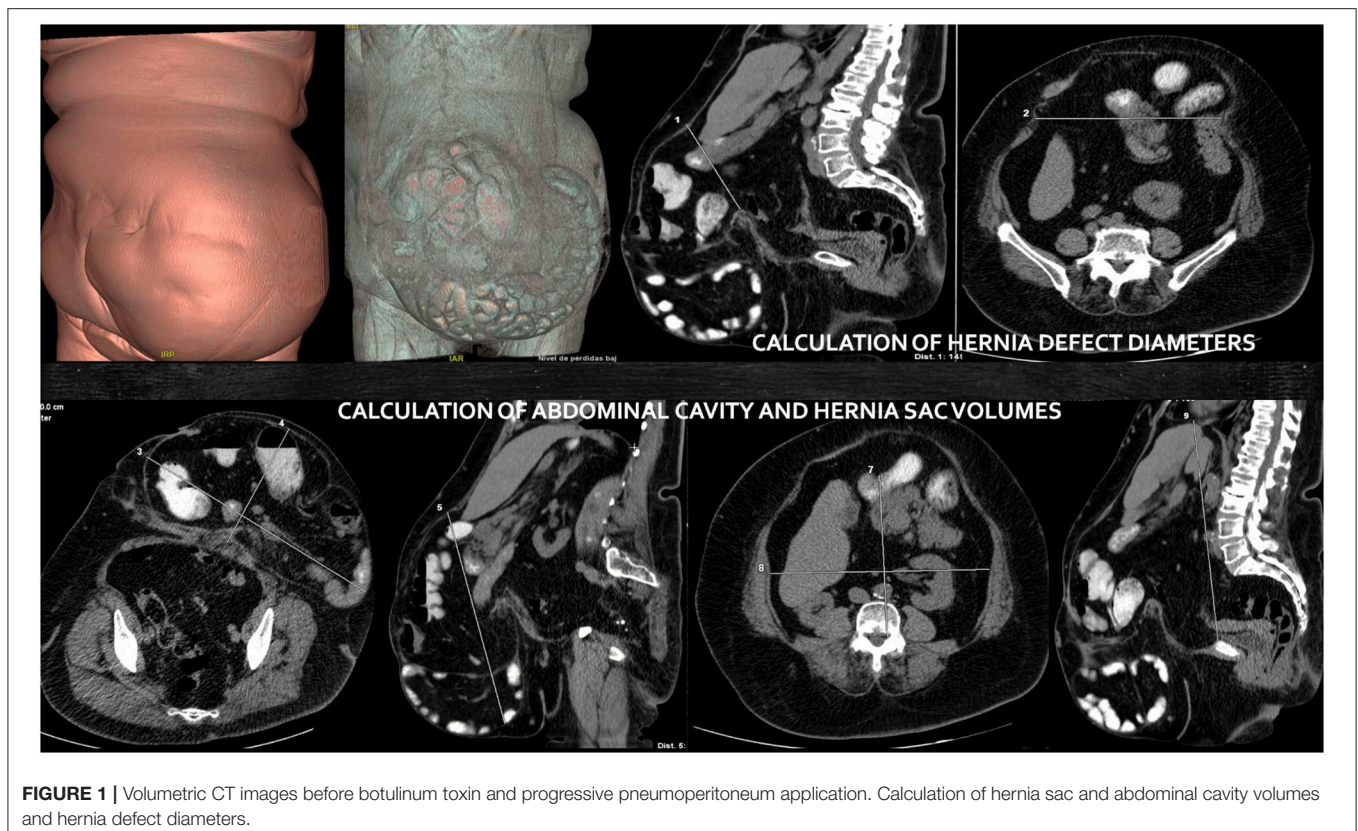 1
2
IRP
IAR
Nivel de pérdidas baj
CALCULATION OF HERNIA DEFECT DIAMETERS
Dist. 1: 14
0.0 cm
ter
CALCULATION OF ABDOMINAL CAVITY AND HERNIA SAC VOLUMES
3
4
5
7
8
9
Dist. 5:
FIGURE 1 | Volumetric CT images before botulinum toxin and progressive pneumoperitoneum application. Calculation of hernia sac and abdominal cavity volumes
and hernia defect diameters.